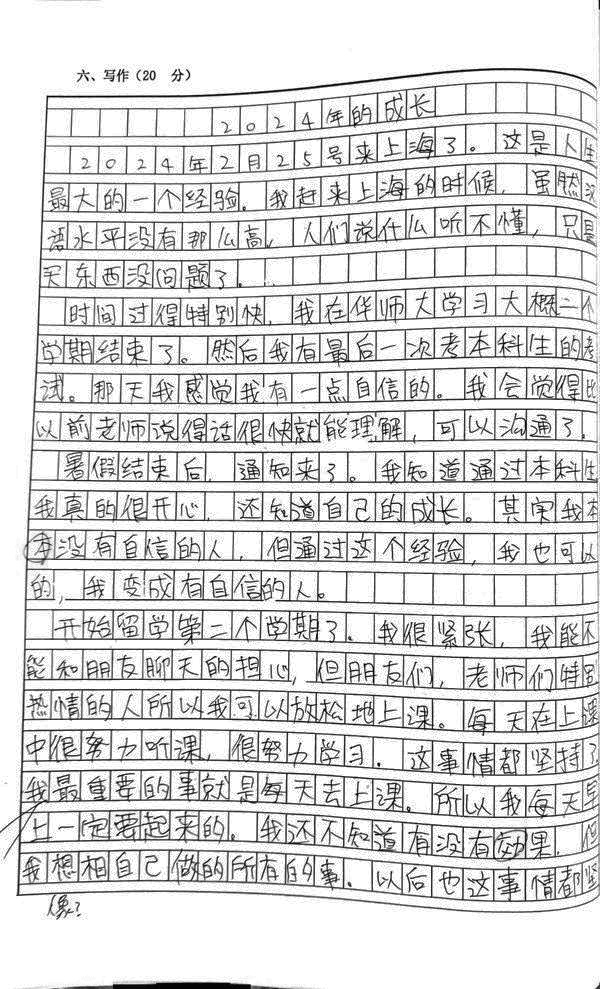 六、写作（20 分）
2024年的成长
2024年2月25号来上海了。这是人生
最大的一个经验。我赶来上海的时候，虽然汉
语水平没有那么高，人们说什么听不懂，只是
买东西没问题了。
时间过得特别快，我在华师大学习大概二个
学期结束了。然后我有最后一次考本科生的考
试。那天我感觉我有一点自信的。我会觉得比
以前老师说得话很快就能理解，可以沟通了。
暑假结束后，通知来了。我知道通过本科生
我真的很开心，还知道自己的成长。其实我本
本没有自信的人，但通过这个经验，我也可以
的，我变成有自信的人。
开始留学第二个学期了。我很紧张，我能不
能和朋友聊天的担心，但朋友们，老师们特别
热情的人所以我可以放松地上课。每天在上课
中很努力听课，很努力学习。这事情都坚持了
我最重要的事就是每天去上课。所以我每天早
上一定要起来的。我还不知道有没有效果，但
我想相自己做的所有的事。以后也这事情都坚
像？